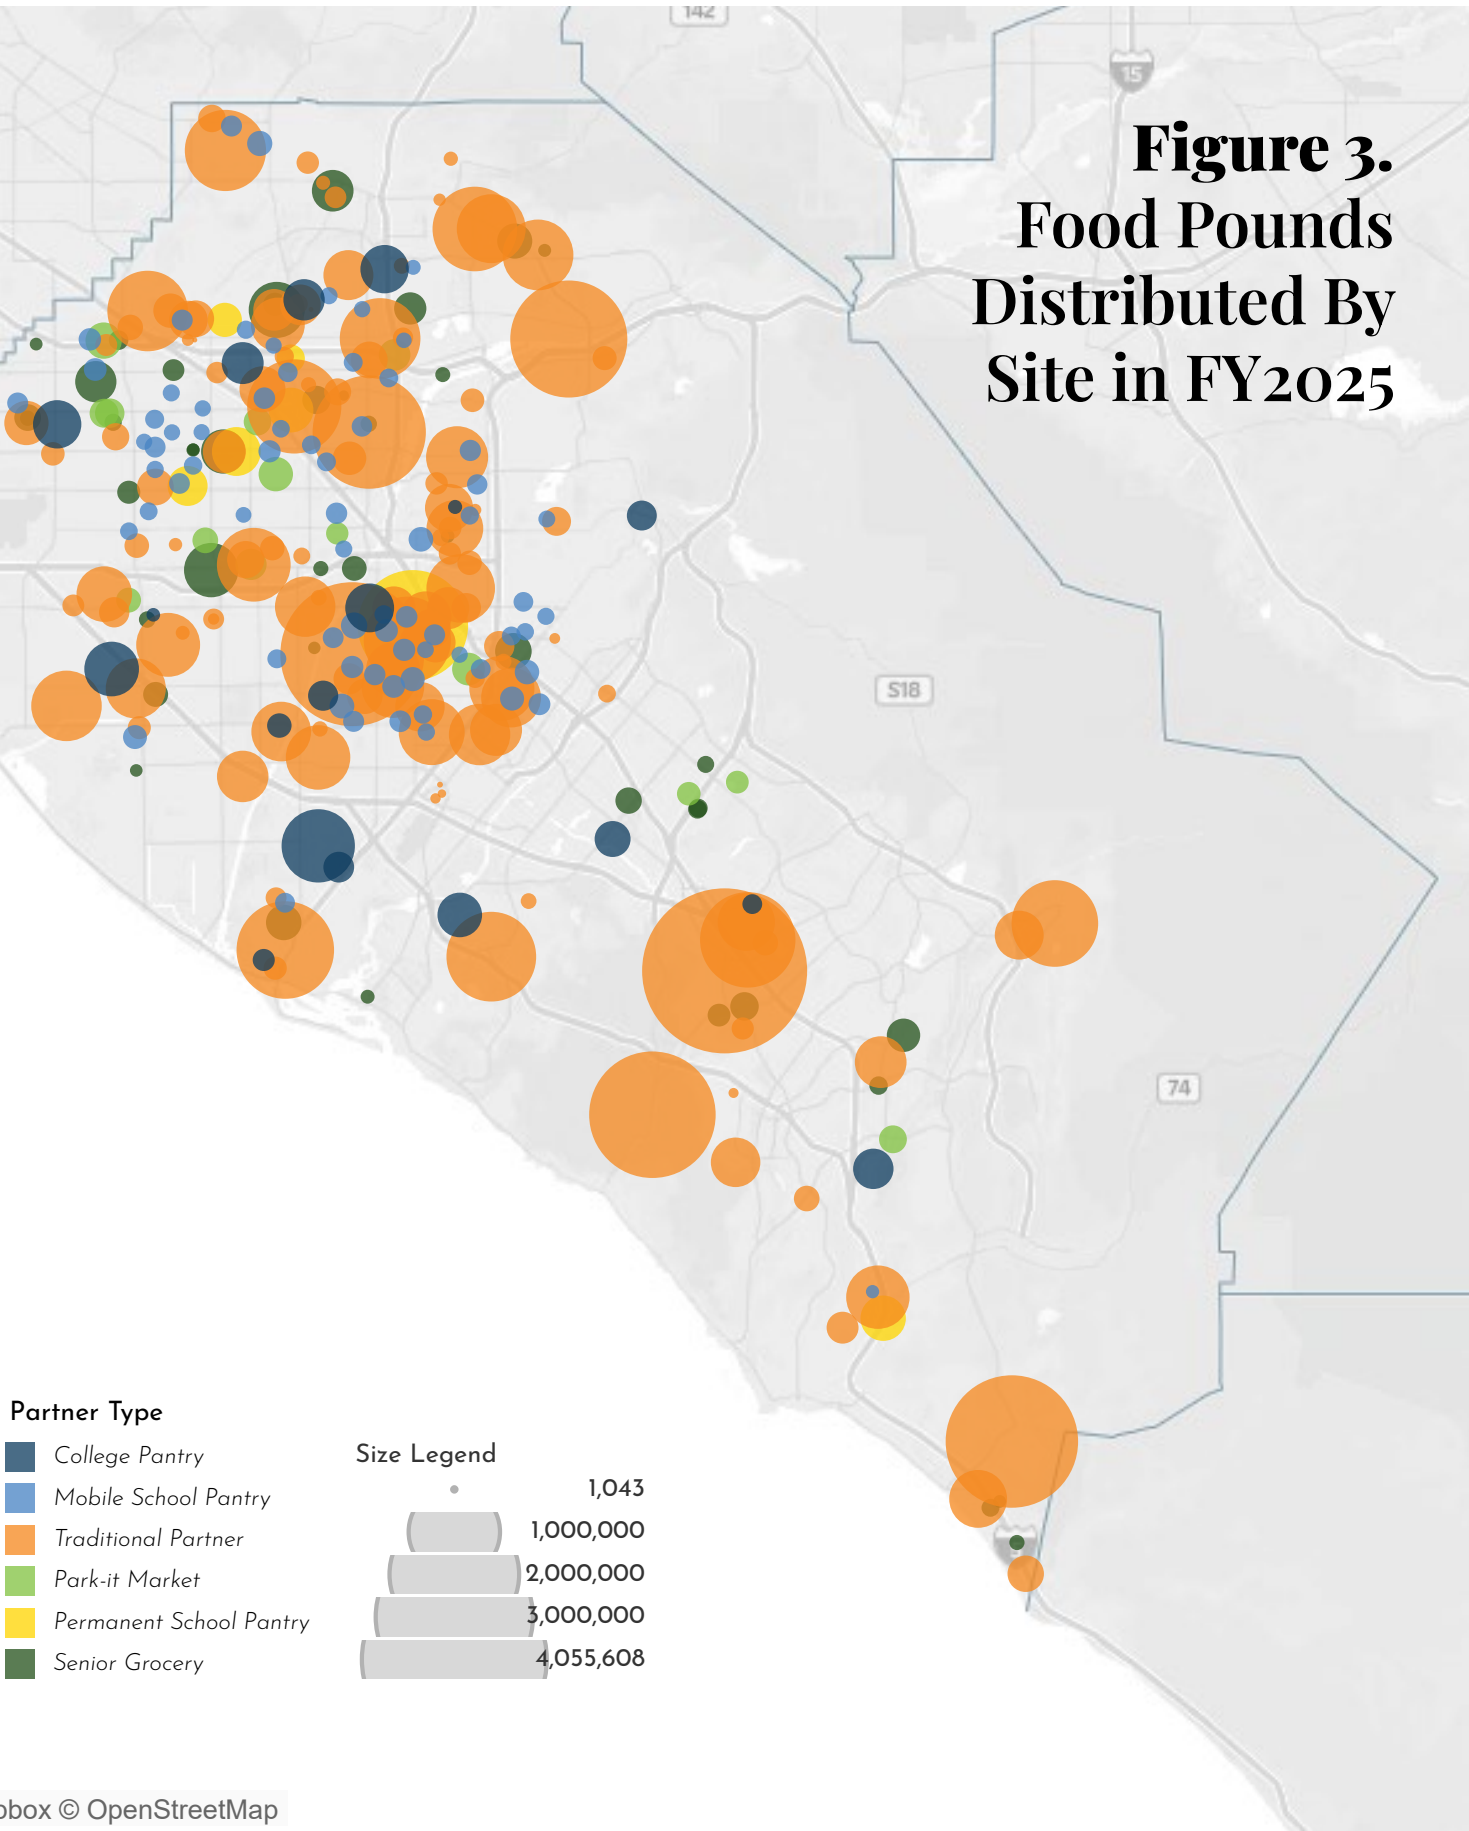 142
15
Figure 3.
Food Pounds
Distributed By
Site in FY2025
S18
74
Partner Type
College Pantry
Mobile School Pantry
Traditional Partner
Park-it Market
Permanent School Pantry
Senior Grocery
Size Legend
1,043
1,000,000
2,000,000
3,000,000
4,055,608
© OpenStreetMap